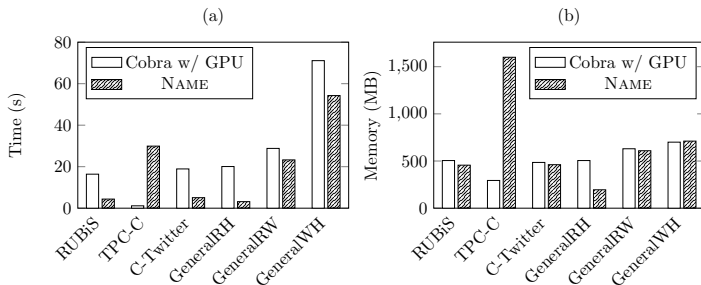 (a)
80
60
40
20
0
Time (s)
Cobra w/ GPU
NAME
RUBiS
TPC-C
C-Twitter
GeneralRH
GeneralRW
GeneralWH
(b)
1,500
1,000
500
0
Memory (MB)
Cobra w/ GPU
NAME
RUBiS
TPC-C
C-Twitter
GeneralRH
GeneralRW
GeneralWH